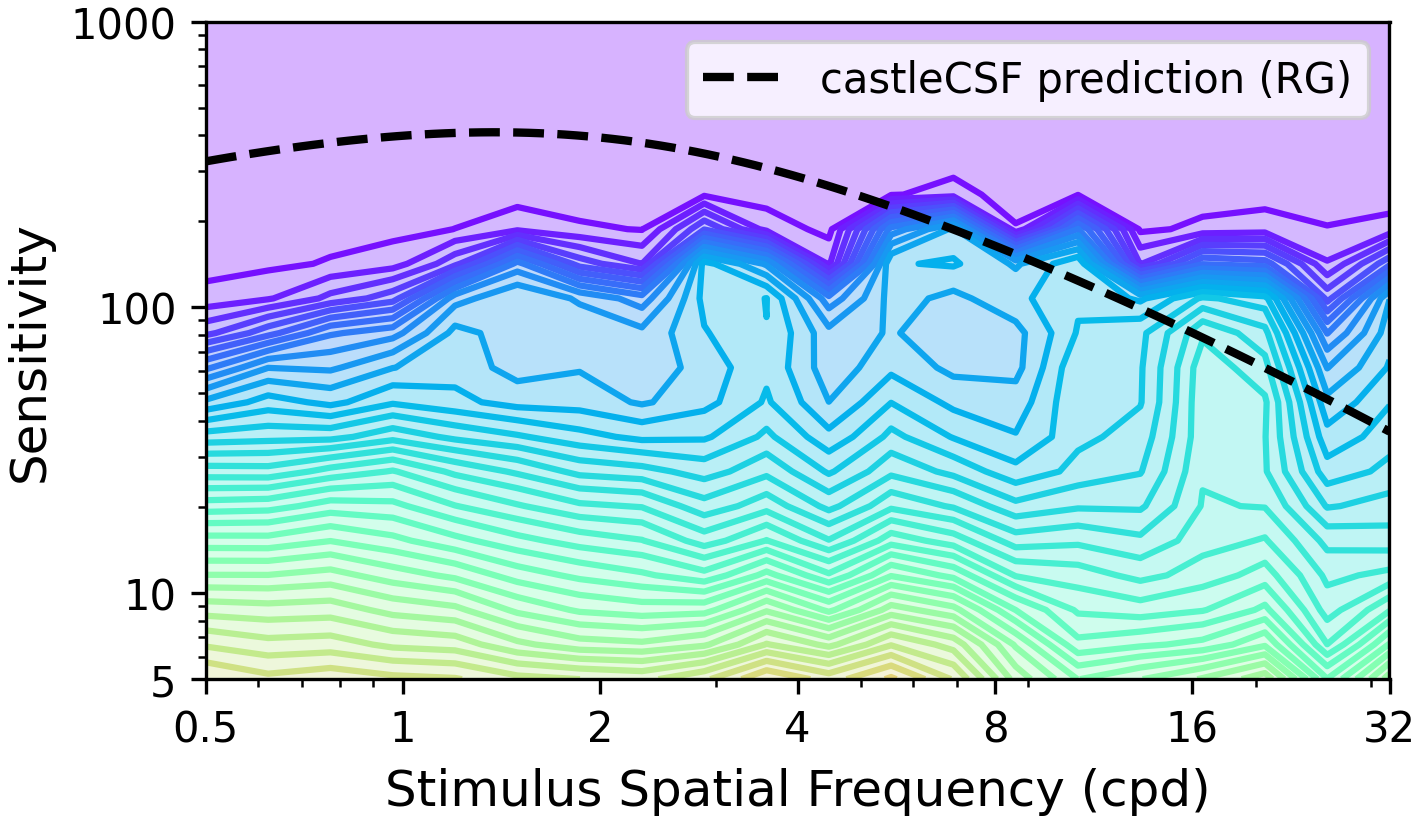 1000
castleCSF prediction (RG)
100
Sensitivity
10
5
0.5 1 2 4 8 16 32
Stimulus Spatial Frequency (cpd)